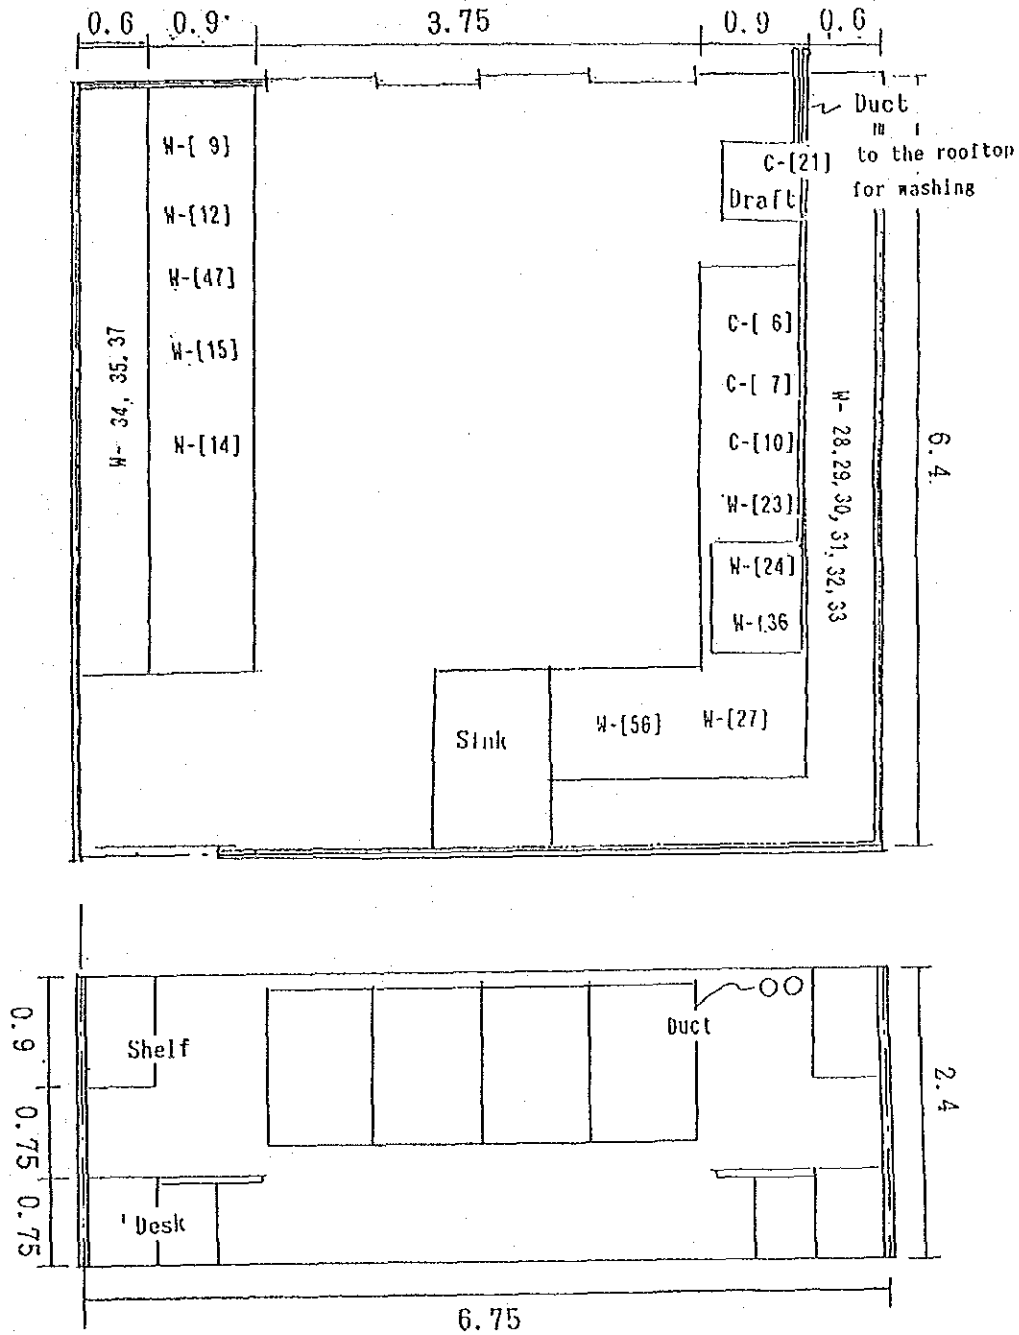 0.6 0.9 3.75 0.9 0.6
Duct
to the rooftop
for washing
C-[21]
Draft
W-[ 9]
W-[12]
W-[47]
W-[15]
W-[14]
W- 34, 35, 37
C-[ 6]
C-[ 7]
C-[10]
W-[23]
W-[24]
W-[36
W- 28, 29, 30, 31, 32, 33
6.4
Sink
W-[56] W-[27]
Shelf
Duct
0.9
0.75
0.75
2.4
Desk
6.75